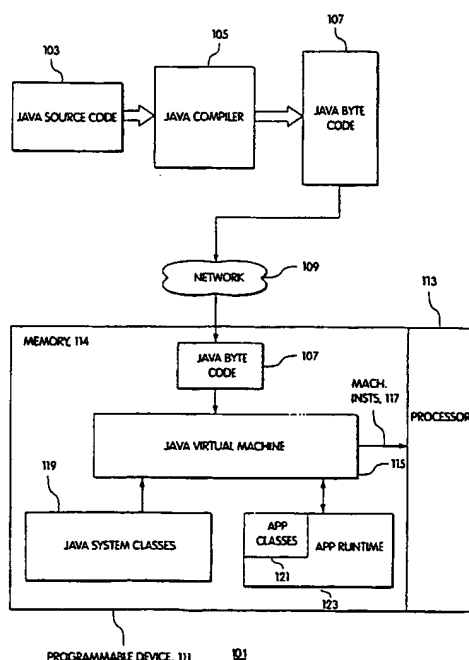 107
105
103
JAVA SOURCE CODE
JAVA COMPILER
JAVA BYTE
CODE
NETWORK
109
113
MEMORY, 114
JAVA BYTE
CODE
107
MACH.
INSTS, 117
PROCESSOR
JAVA VIRTUAL MACHINE
115
119
JAVA SYSTEM CLASSES
APP
CLASSES
APP RUNTIME
121
123
PROGRAMMABLE DEVICE, 111
101